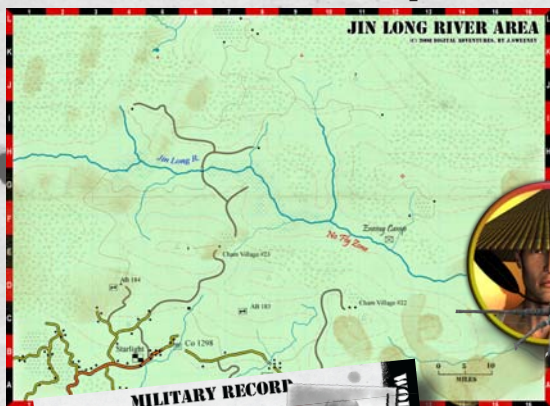 JIN LONG RIVER AREA
(C) 2008 DIGITAL ADVENTURES, BY J.SWEENEY
Jin Long R.
Enemy Camp
No Fly Zone
Cham Village #23
AB 184
AB 183
Cham Village #22
Starlight
Co 1298
0 5 10
MILES
MILITARY RECORD